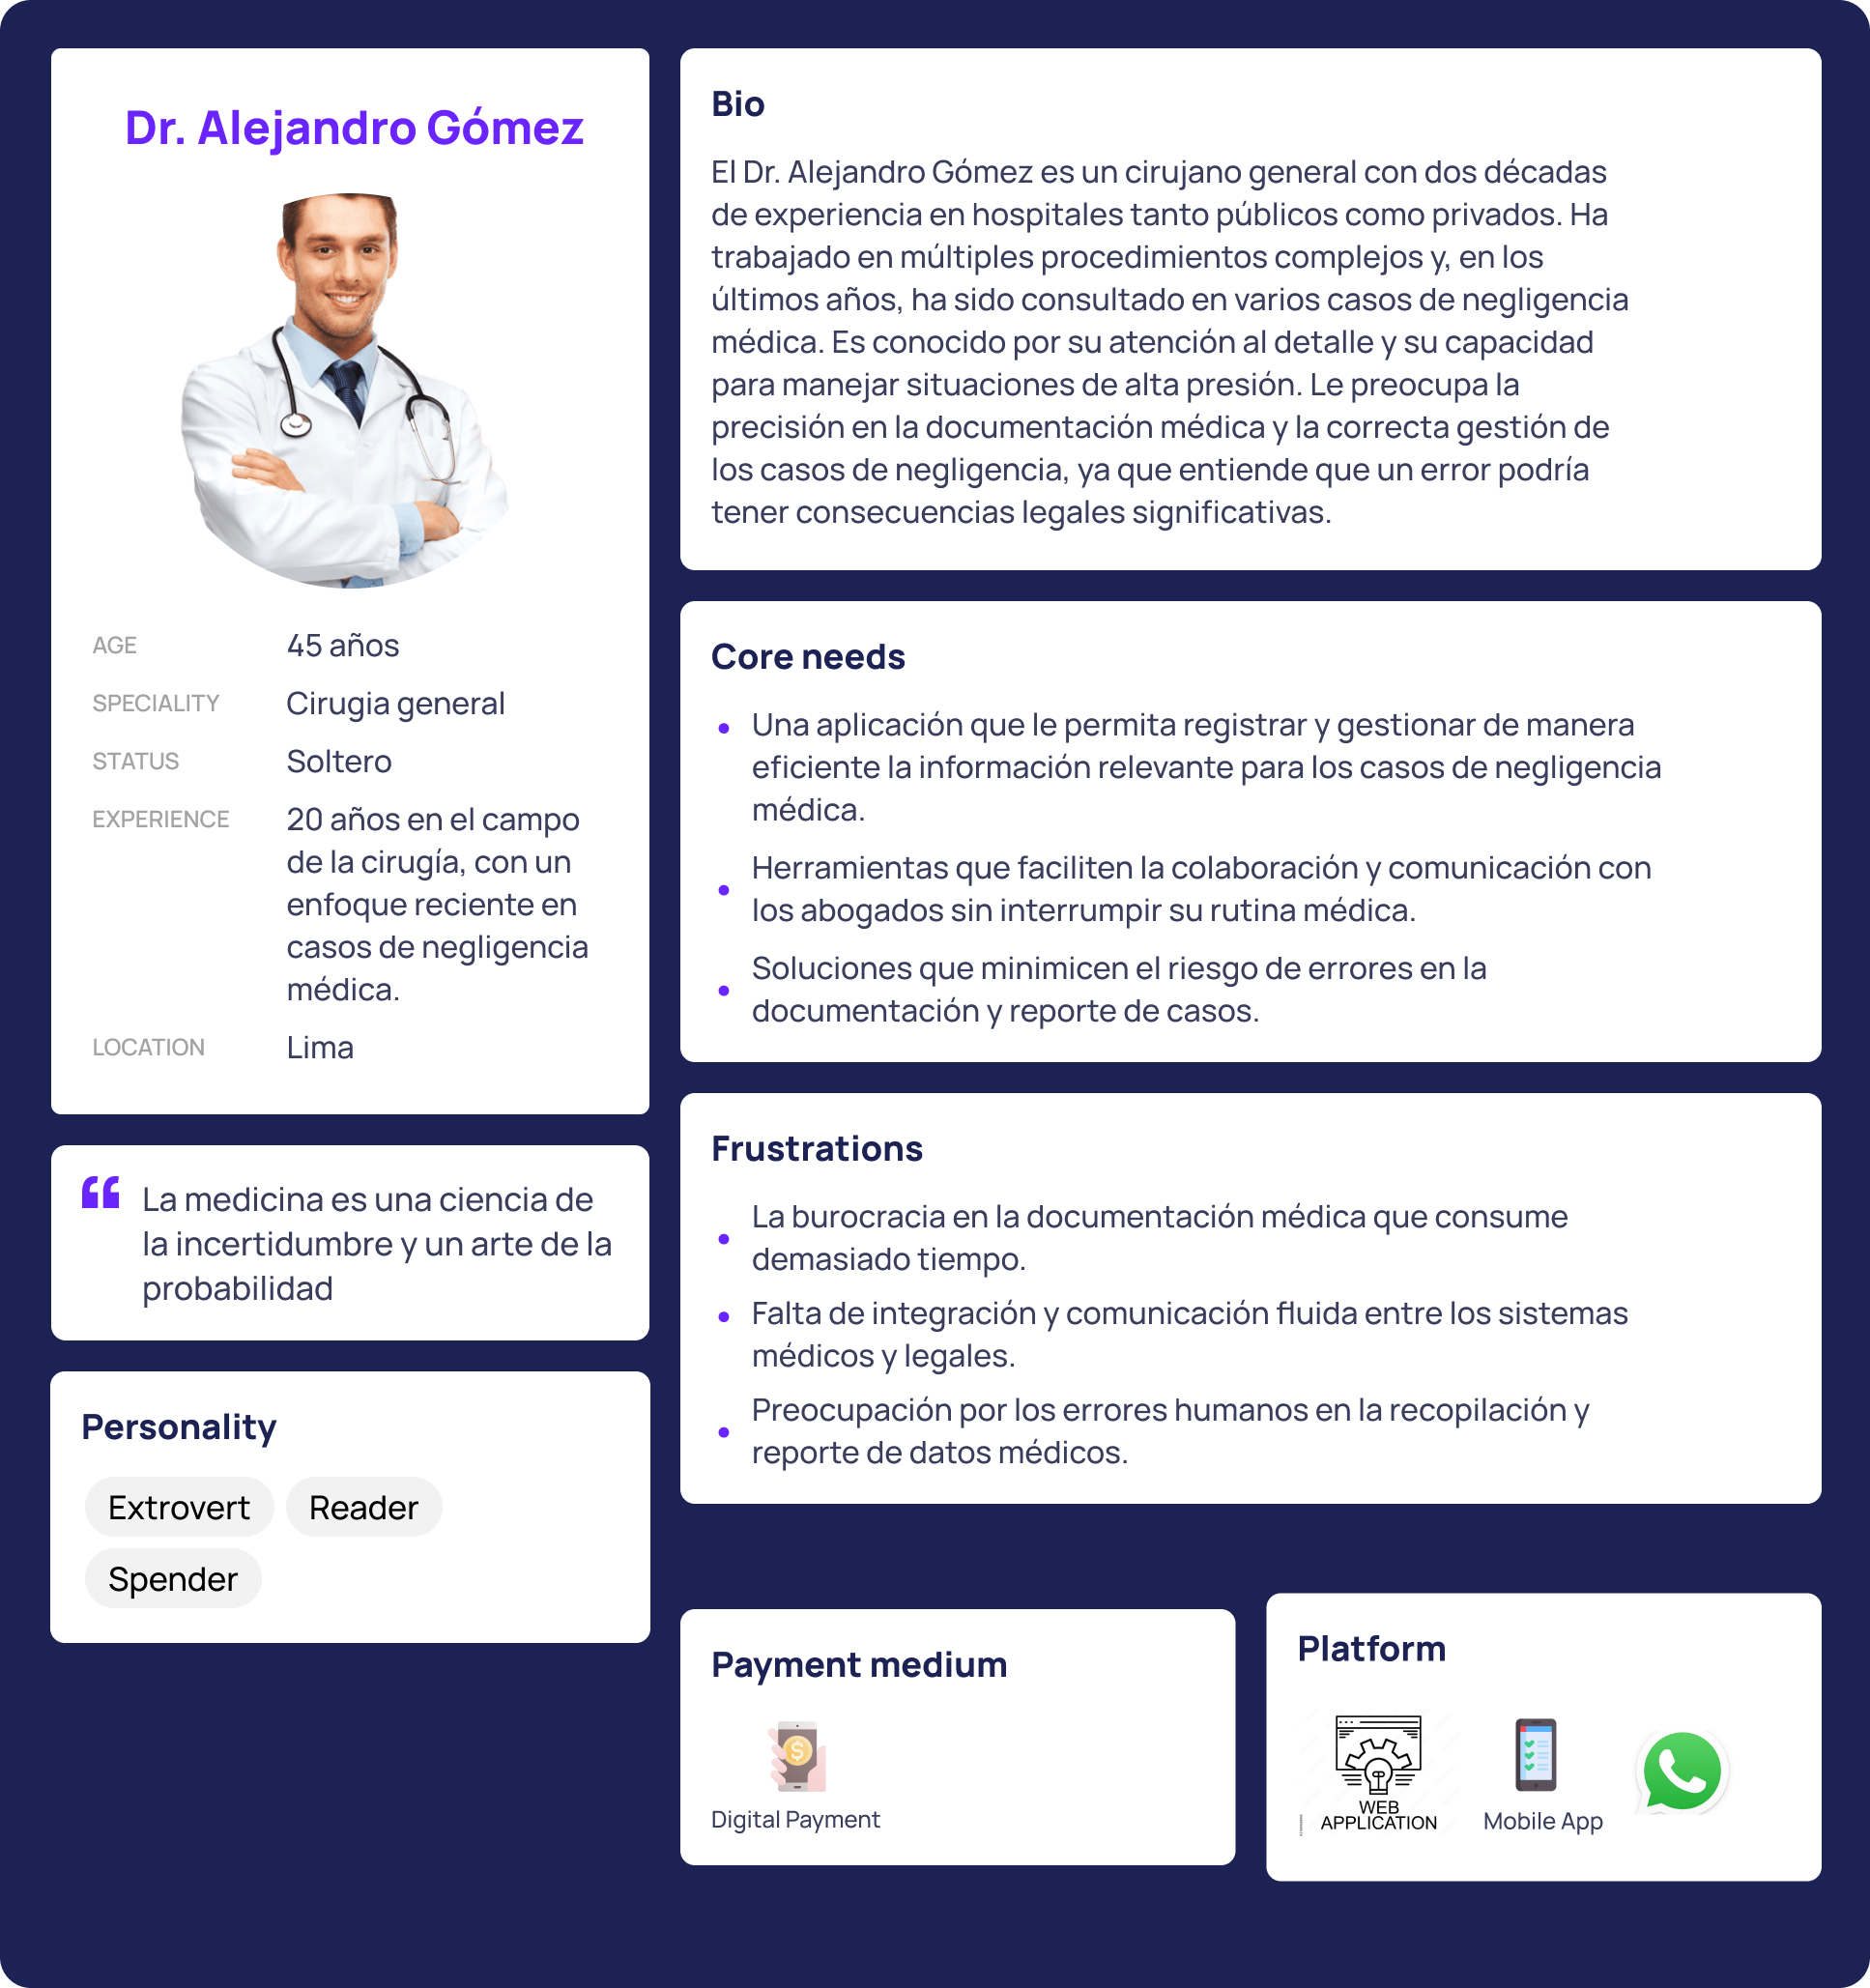 Dr. Alejandro Gómez
AGE
45 años
SPECIALITY
Cirugia general
STATUS
Soltero
EXPERIENCE
20 años en el campo
de la cirugía, con un
enfoque reciente en
casos de negligencia
médica.
LOCATION
Lima
La medicina es una ciencia de
la incertidumbre y un arte de la
probabilidad
Personality
Extrovert
Reader
Spender
Bio
El Dr. Alejandro Gómez es un cirujano general con dos décadas
de experiencia en hospitales tanto públicos como privados. Ha
trabajado en múltiples procedimientos complejos y, en los
últimos años, ha sido consultado en varios casos de negligencia
médica. Es conocido por su atención al detalle y su capacidad
para manejar situaciones de alta presión. Le preocupa la
precisión en la documentación médica y la correcta gestión de
los casos de negligencia, ya que entiende que un error podría
tener consecuencias legales significativas.
Core needs
Una aplicación que le permita registrar y gestionar de manera
eficiente la información relevante para los casos de negligencia
médica.
Herramientas que faciliten la colaboración y comunicación con
los abogados sin interrumpir su rutina médica.
Soluciones que minimicen el riesgo de errores en la
documentación y reporte de casos.
Frustrations
La burocracia en la documentación médica que consume
demasiado tiempo.
Falta de integración y comunicación fluida entre los sistemas
médicos y legales.
Preocupación por los errores humanos en la recopilación y
reporte de datos médicos.
Payment medium
Digital Payment
Platform
WEB
APPLICATION
Mobile App